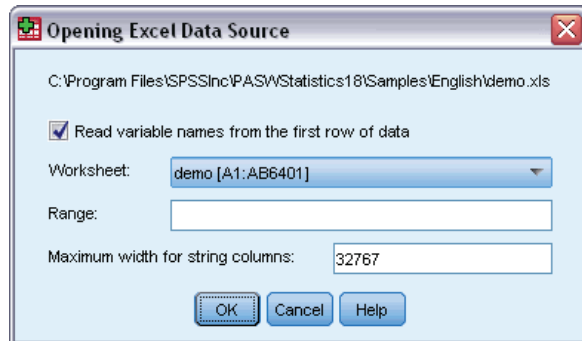 Opening Excel Data Source
C:\Program Files\SPSSInc\PASWStatistics18\Samples\English\demo.xls
Read variable names from the first row of data
Worksheet: demo [A1:AB6401]
Range:
Maximum width for string columns: 32767
OK Cancel Help